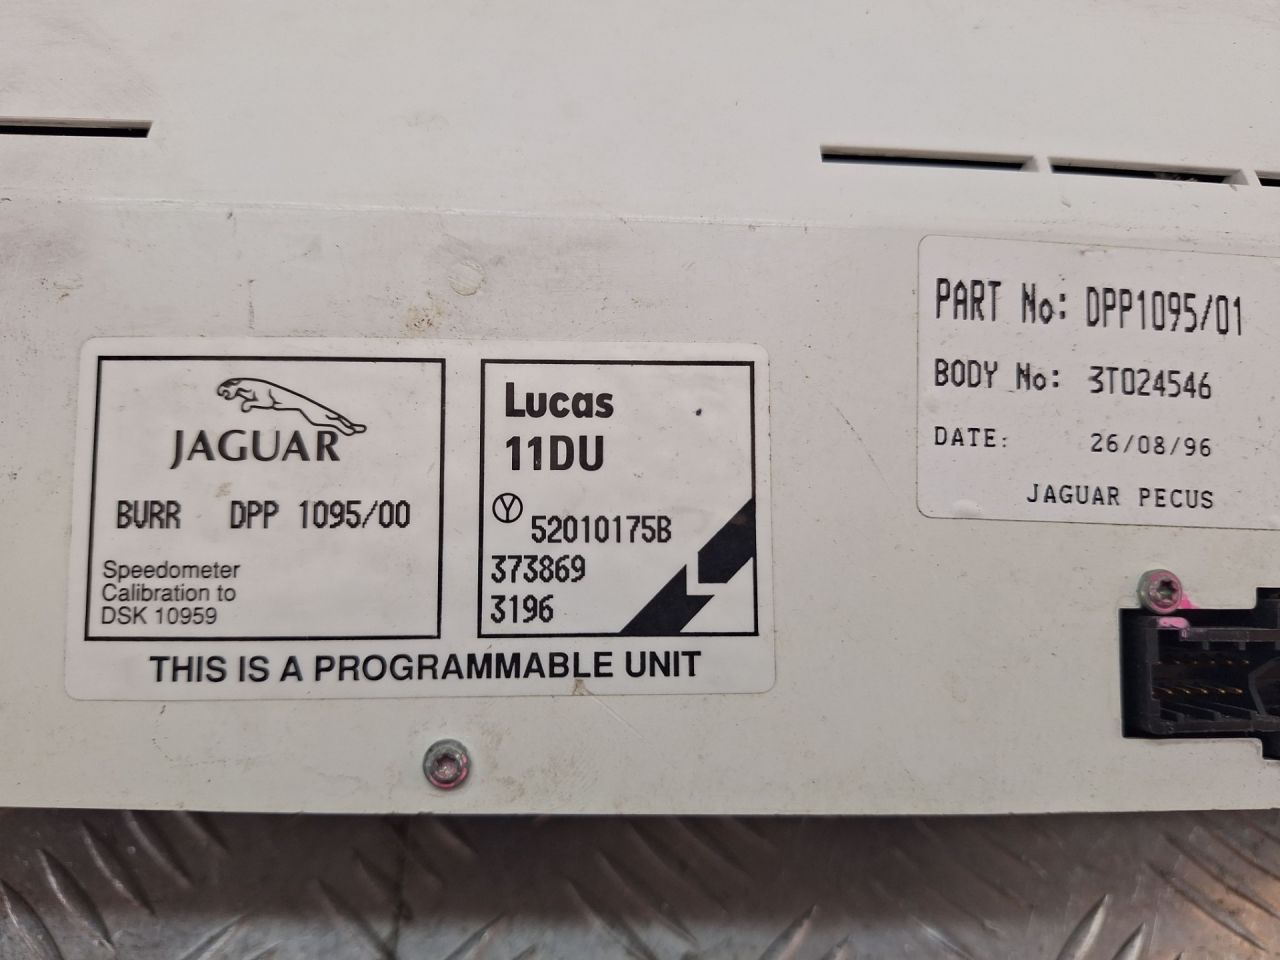 JAGUAR
BURR DPP 1095/00
Speedometer
Calibration to
DSK 10959
Lucas
11DU
Y
52010175B
373869
3196
THIS IS A PROGRAMMABLE UNIT
PART No: DPP1095/01
BODY No: 3T024546
DATE: 26/08/96
JAGUAR PECUS